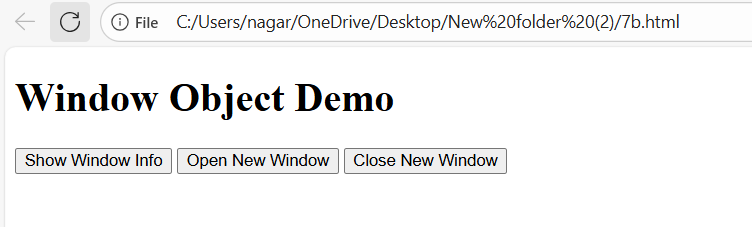 File C:/Users/nagar/OneDrive/Desktop/New%20folder%20(2)/7b.html
Window Object Demo
Show Window Info Open New Window Close New Window